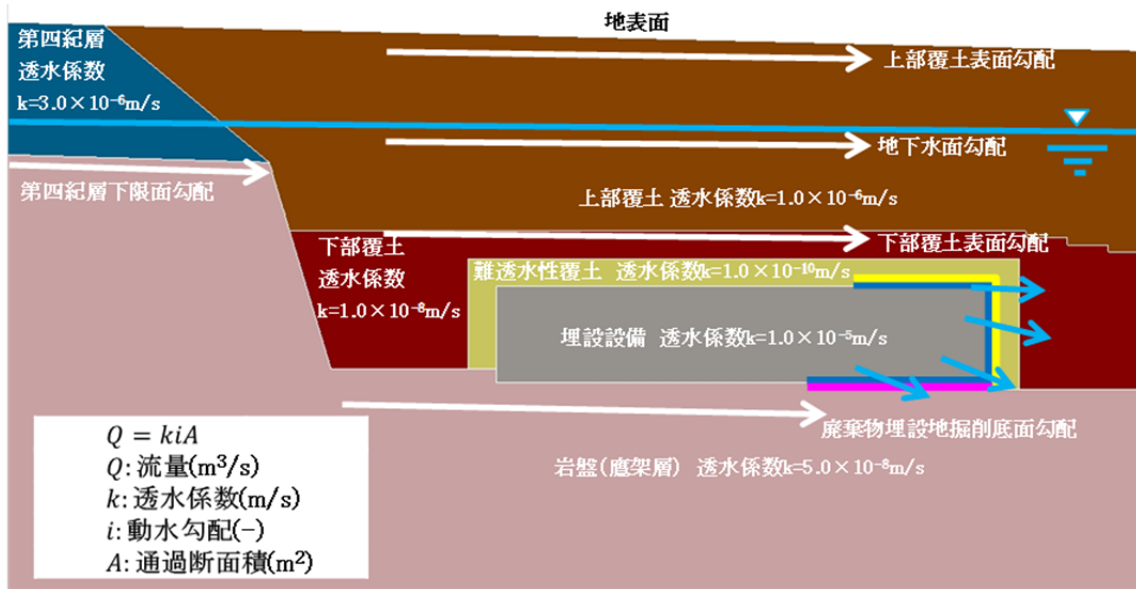 地表面
第四紀層
透水係数
k=3.0×10⁻⁶m/s
上部覆土表面勾配
地下水面勾配
第四紀層下限面勾配
上部覆土 透水係数k=1.0×10⁻⁶m/s
下部覆土表面勾配
下部覆土
透水係数
k=1.0×10⁻⁸m/s
難透水性覆土 透水係数k=1.0×10⁻¹⁰m/s
埋設設備 透水係数k=1.0×10⁻⁵m/s
廃棄物埋設地掘削底面勾配
岩盤(鷹架層) 透水係数k=5.0×10⁻⁸m/s
Q = kiA
Q: 流量(m³/s)
k: 透水係数(m/s)
i: 動水勾配(−)
A: 通過断面積(m²)